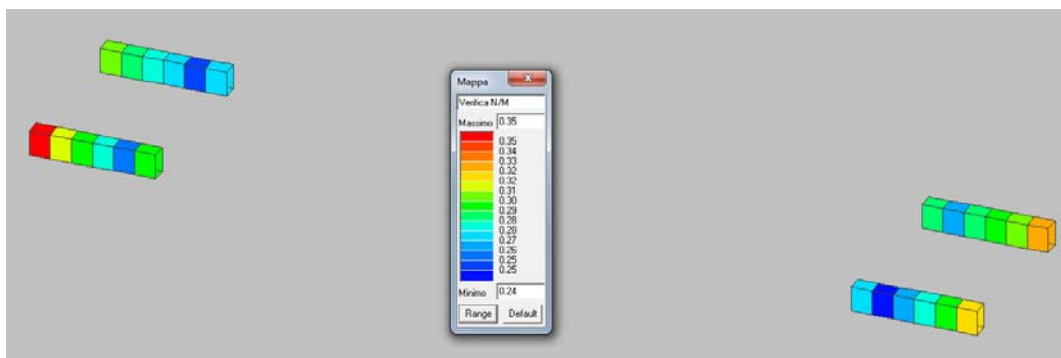 Mappa
Verifica N/M
Massimo 0.35
0.35
0.34
0.33
0.32
0.32
0.31
0.30
0.29
0.28
0.28
0.27
0.26
0.25
0.25
Minimo 0.24
Range Default